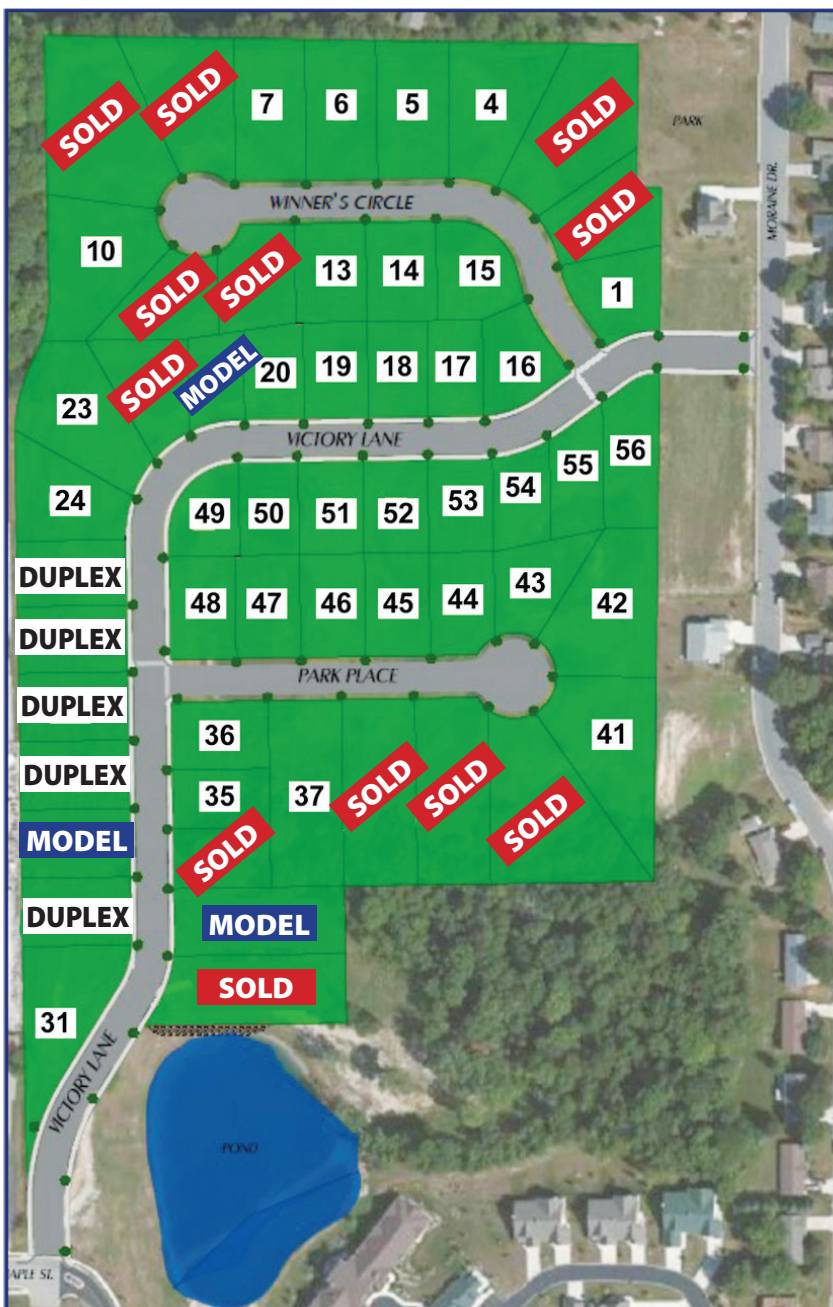 SOLD
SOLD
7
6
5
4
SOLD
PARK
WINNER'S CIRCLE
SOLD
MORAINE DR.
10
SOLD
SOLD
13
14
15
1
SOLD
MODEL
20
19
18
17
16
23
VICTORY LANE
24
49
50
51
52
53
54
55
56
DUPLEX
48
47
46
45
44
43
42
DUPLEX
PARK PLACE
DUPLEX
36
41
DUPLEX
35
37
SOLD
SOLD
SOLD
MODEL
SOLD
DUPLEX
MODEL
SOLD
31
VICTORY LANE
POND
APLE ST.